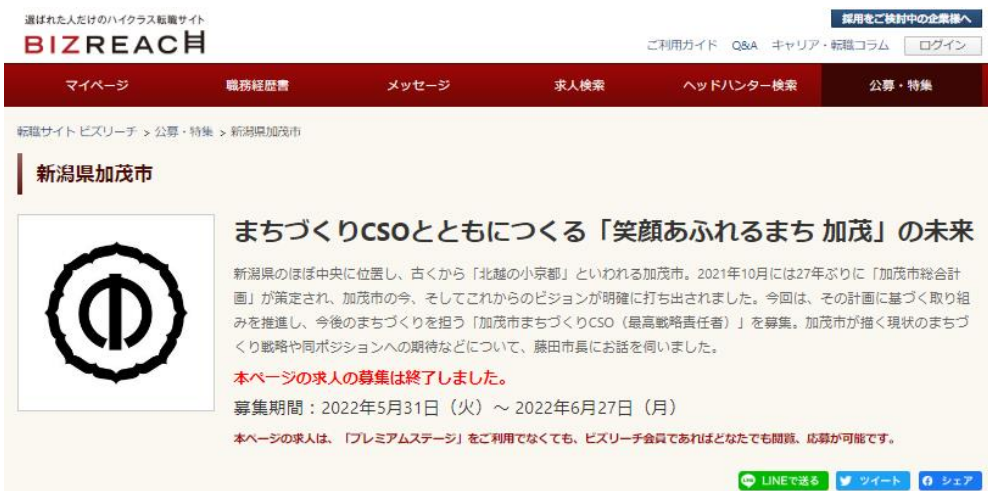 選ばれた人だけのハイクラス転職サイト
BIZREACH
採用をご検討中の企業様へ
ご利用ガイド Q&A キャリア・転職コラム ログイン
マイページ 職務経歴書 メッセージ 求人検索 ヘッドハンター検索 公募・特集
転職サイト ビズリーチ > 公募・特集 > 新潟県加茂市
新潟県加茂市
まちづくりCSOとともにつくる「笑顔あふれるまち 加茂」の未来
新潟県のほぼ中央に位置し、古くから「北越の小京都」といわれる加茂市。2021年10月には27年ぶりに「加茂市総合計
画」が策定され、加茂市の今、そしてこれからのビジョンが明確に打ち出されました。今回は、その計画に基づく取り組
みを推進し、今後のまちづくりを担う「加茂市まちづくりCSO（最高戦略責任者）」を募集。加茂市が描く現状のまちづ
くり戦略や同ポジションへの期待などについて、藤田市長にお話を伺いました。
本ページの求人の募集は終了しました。
募集期間：2022年5月31日（火）～ 2022年6月27日（月）
本ページの求人は、「プレミアムステージ」をご利用でなくても、ビズリーチ会員であればどなたでも閲覧、応募が可能です。
LINEで送る ツイート シェア